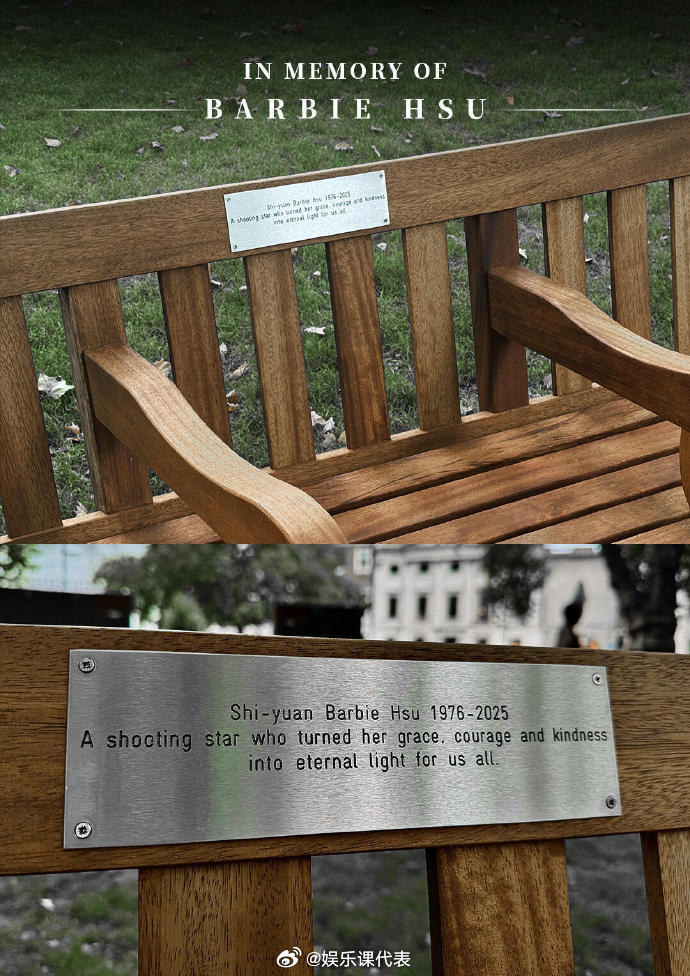 IN MEMORY OF
BARBIE HSU
Shi-yuan Barbie Hsu 1976-2025
A shooting star who turned her grace, courage and kindness
into eternal light for us all.
Shi-yuan Barbie Hsu 1976-2025
A shooting star who turned her grace, courage and kindness
into eternal light for us all.
@娱乐课代表